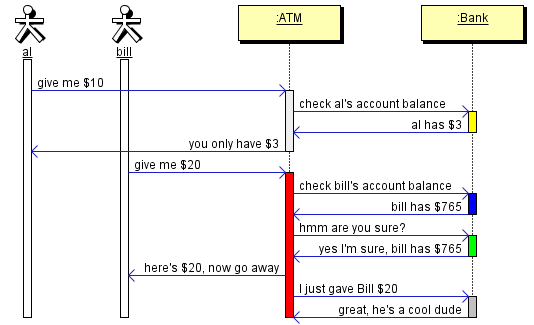 :ATM
:Bank
al
bill
give me $10
check al's account balance
al has $3
you only have $3
give me $20
check bill's account balance
bill has $765
hmm are you sure?
yes I'm sure, bill has $765
here's $20, now go away
I just gave Bill $20
great, he's a cool dude